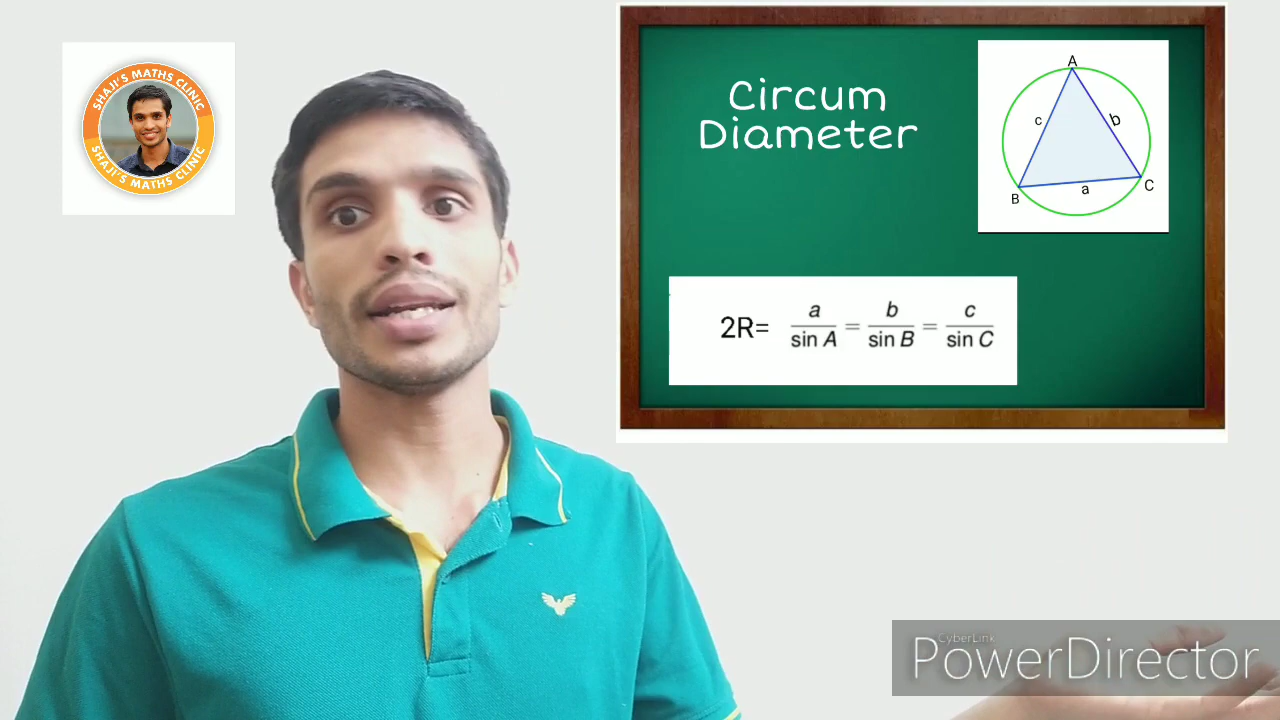 SHAJI'S MATHS CLINIC
SHAJI'S MATHS CLINIC
Circum
Diameter
A
c
b
B
a
C
2R= a/sin A = b/sin B = c/sin C
CyberLink
PowerDirector